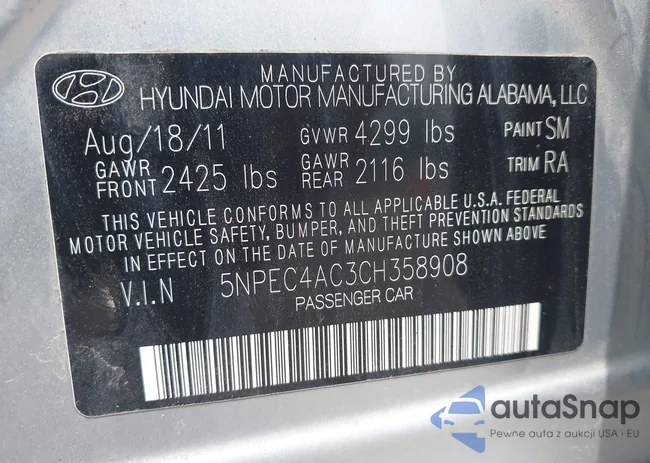 MANUFACTURED BY
HYUNDAI MOTOR MANUFACTURING ALABAMA, LLC
Aug/18/11 GVWR 4299 lbs PAINT SM
GAWR FRONT 2425 lbs GAWR REAR 2116 lbs TRIM RA
THIS VEHICLE CONFORMS TO ALL APPLICABLE U.S.A. FEDERAL
MOTOR VEHICLE SAFETY, BUMPER, AND THEFT PREVENTION STANDARDS
IN EFFECT ON THE DATE OF MANUFACTURE SHOWN ABOVE
V.I.N 5NPEC4AC3CH358908
PASSENGER CAR
autaSnap
Pewne auta z aukcji USA i EU